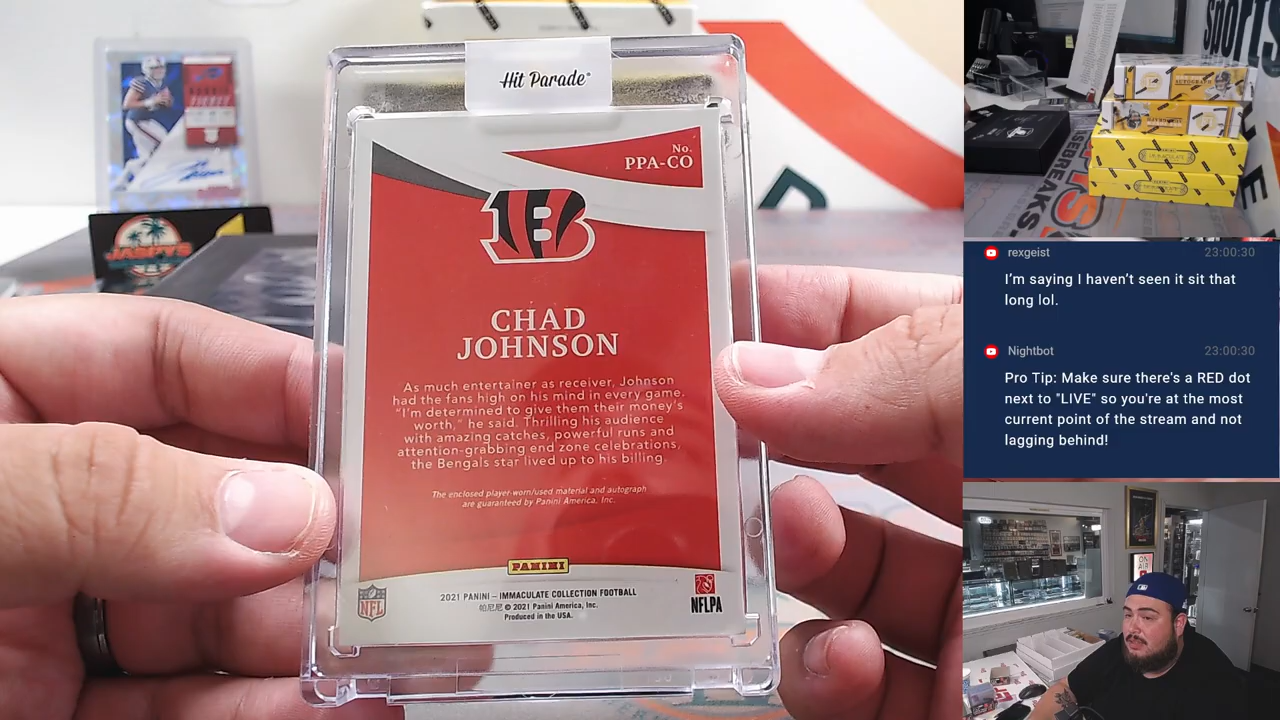 Hit Parade®
No.
PPA-CO
B
CHAD
JOHNSON
As much entertainer as receiver, Johnson
had the fans high on his mind in every game.
"I'm determined to give them their money's
worth," he said. Thrilling his audience
with amazing catches, powerful runs and
attention-grabbing end zone celebrations,
the Bengals star lived up to his billing.
The enclosed player-worn/used material and autograph
are guaranteed by Panini America, Inc.
PANINI
2021 PANINI – IMMACULATE COLLECTION FOOTBALL
帕尼尼 © 2021 Panini America, Inc.
Produced in the USA.
NFL
NFLPA
JASPYS
sports
EBREAKS.
rexgeist 23:00:30
I'm saying I haven't seen it sit that
long lol.
Nightbot 23:00:30
Pro Tip: Make sure there's a RED dot
next to "LIVE" so you're at the most
current point of the stream and not
lagging behind!
ON
AIR